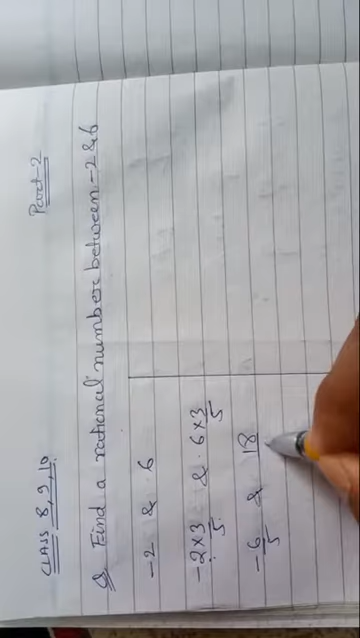 CLASS 8, 9, 10. Part-2
Q Find a rational number between -2 & 6
-2 & 6
-2×3/5 & 6×3/5
-6/5 & 18